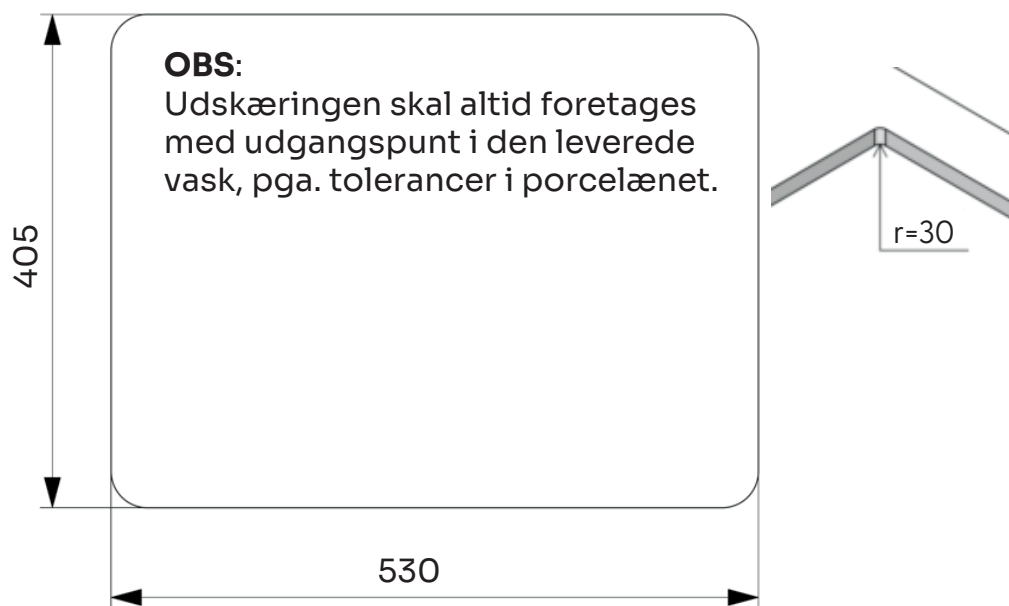 OBS:
Udskæringen skal altid foretages
med udgangspunt i den leverede
vask, pga. tolerancer i porcelænet.
r=30
405
530